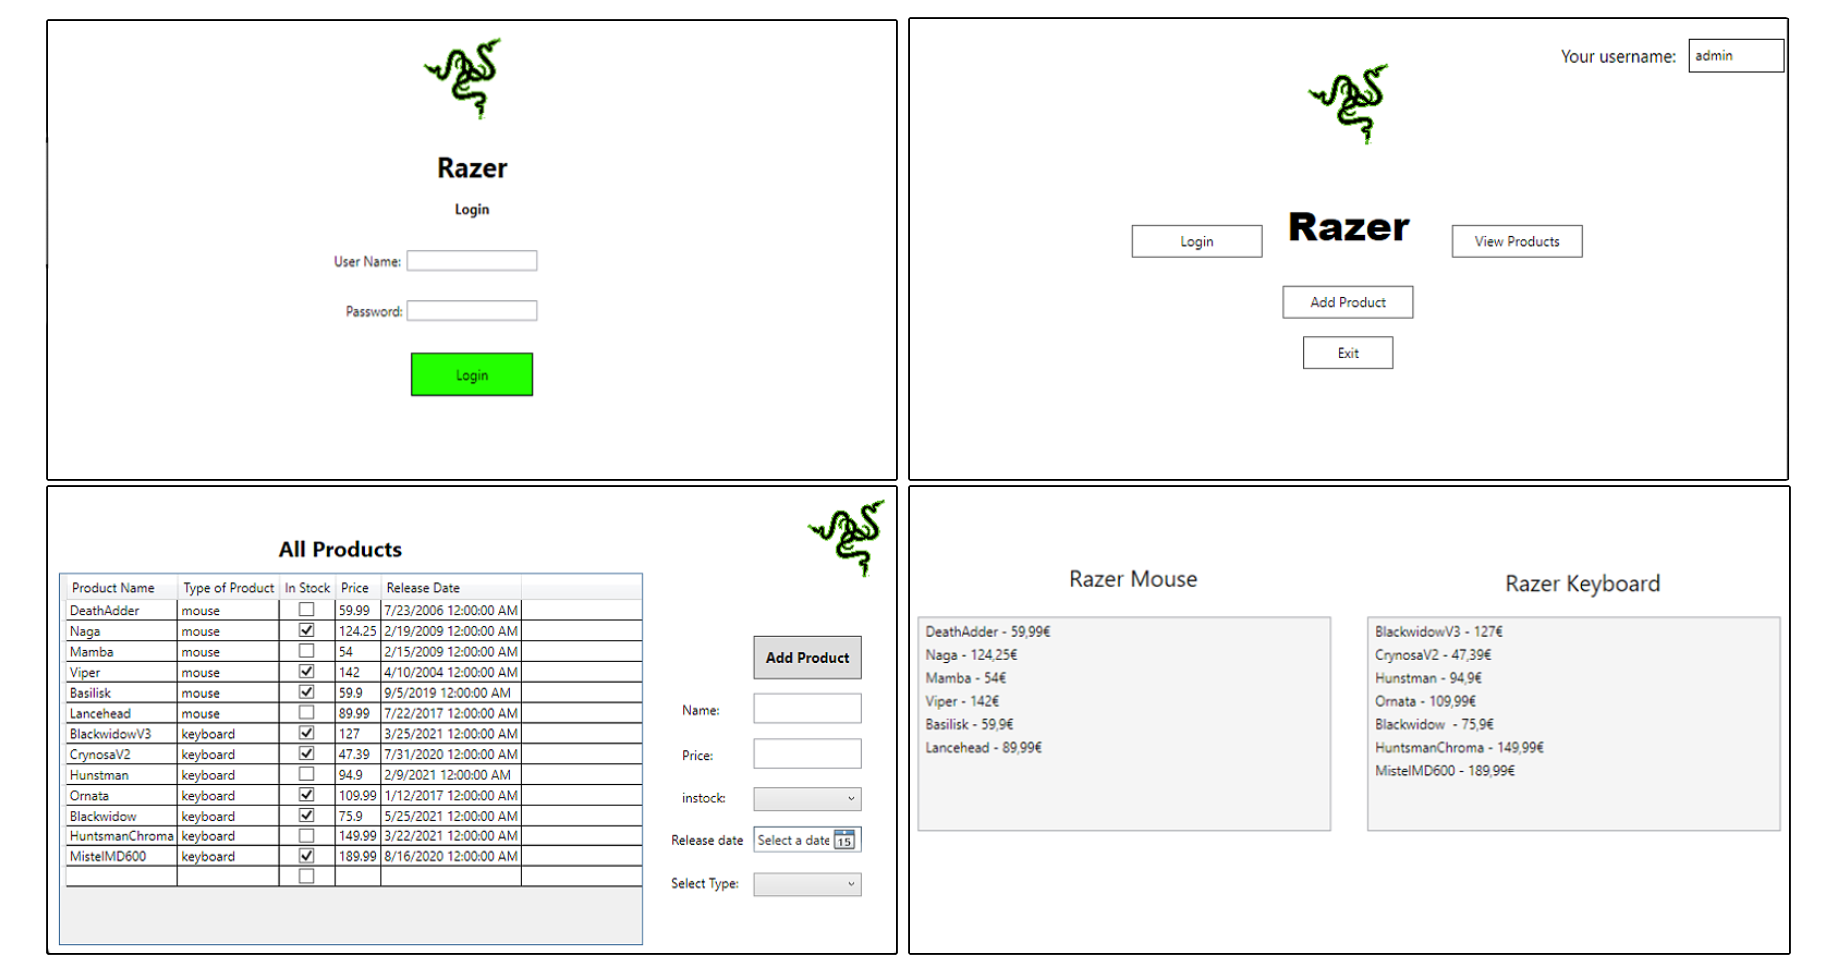 Razer
Login
User Name:
Password:
Login
Your username: admin
Razer
Login
View Products
Add Product
Exit
All Products
Product Name Type of Product In Stock Price Release Date
DeathAdder mouse 59.99 7/23/2006 12:00:00 AM
Naga mouse 124.25 2/19/2009 12:00:00 AM
Mamba mouse 54 2/15/2009 12:00:00 AM
Viper mouse 142 4/10/2004 12:00:00 AM
Basilisk mouse 59.9 9/5/2019 12:00:00 AM
Lancehead mouse 89.99 7/22/2017 12:00:00 AM
BlackwidowV3 keyboard 127 3/25/2021 12:00:00 AM
CrynosaV2 keyboard 47.39 7/31/2020 12:00:00 AM
Hunstman keyboard 94.9 2/9/2021 12:00:00 AM
Ornata keyboard 109.99 1/12/2017 12:00:00 AM
Blackwidow keyboard 75.9 5/25/2021 12:00:00 AM
HuntsmanChroma keyboard 149.99 3/22/2021 12:00:00 AM
MistelMD600 keyboard 189.99 8/16/2020 12:00:00 AM
Add Product
Name:
Price:
instock:
Release date Select a date 15
Select Type:
Razer Mouse
DeathAdder - 59,99€
Naga - 124,25€
Mamba - 54€
Viper - 142€
Basilisk - 59,9€
Lancehead - 89,99€
Razer Keyboard
BlackwidowV3 - 127€
CrynosaV2 - 47,39€
Hunstman - 94,9€
Ornata - 109,99€
Blackwidow - 75,9€
HuntsmanChroma - 149,99€
MistelMD600 - 189,99€